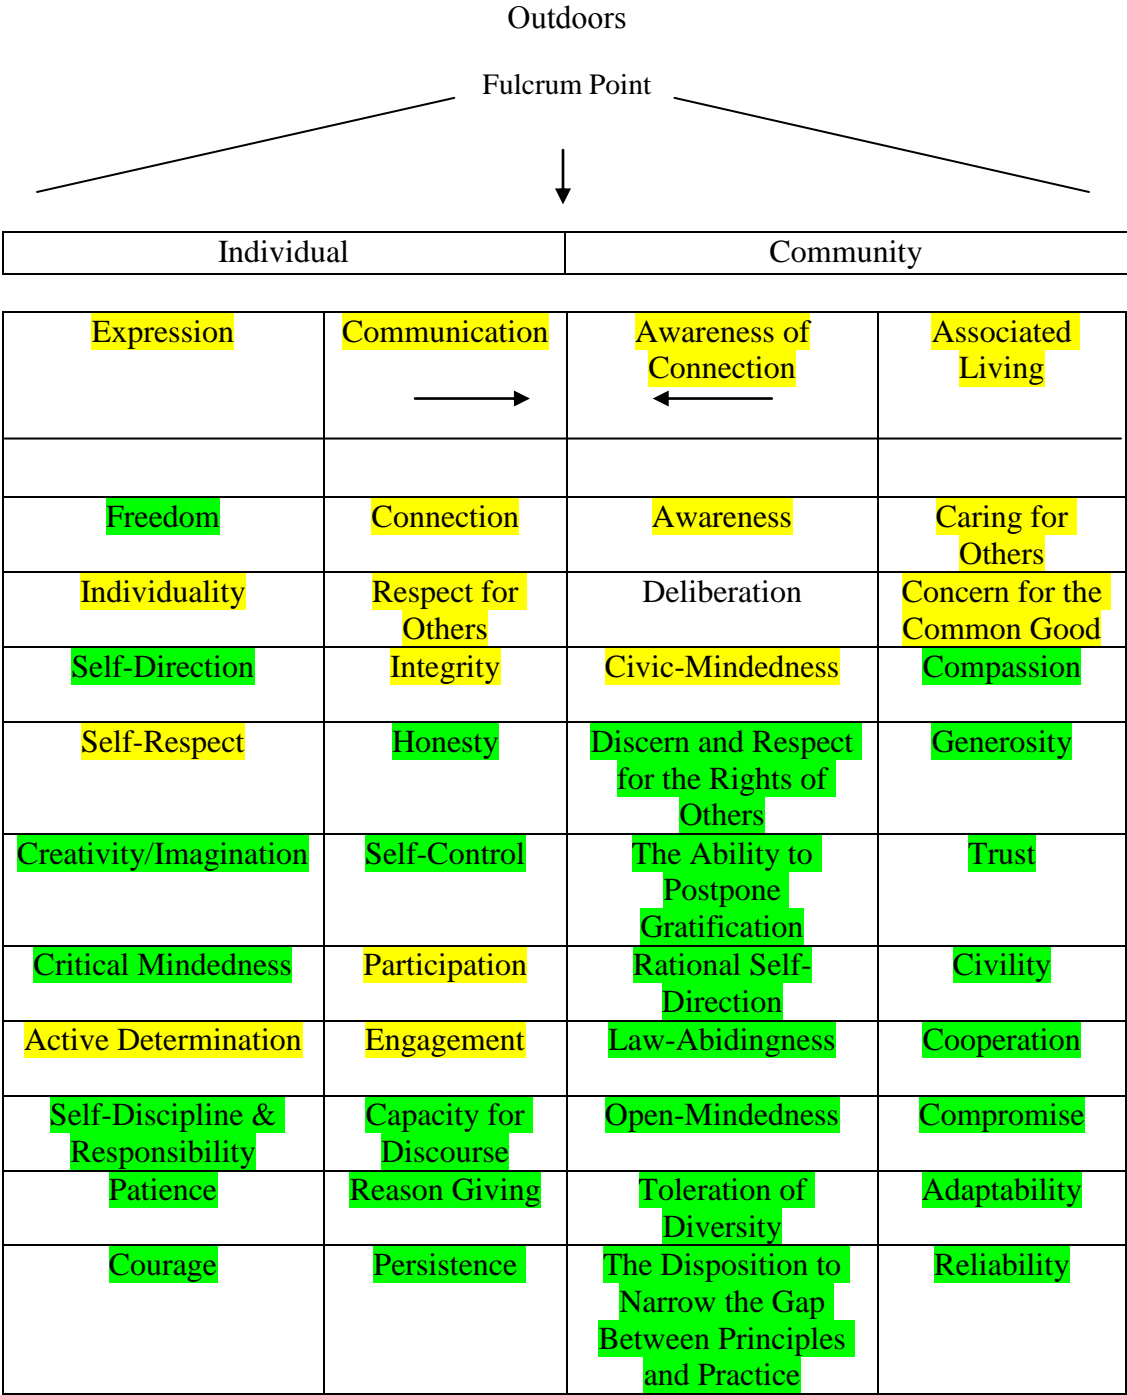 Outdoors
Fulcrum Point
Individual
Community
Expression
Communication
Awareness of
Connection
Associated
Living
Freedom
Connection
Awareness
Caring for
Others
Individuality
Respect for
Others
Deliberation
Concern for the
Common Good
Self-Direction
Integrity
Civic-Mindedness
Compassion
Self-Respect
Honesty
Discern and Respect
for the Rights of
Others
Generosity
Creativity/Imagination
Self-Control
The Ability to
Postpone
Gratification
Trust
Critical Mindedness
Participation
Rational Self-
Direction
Civility
Active Determination
Engagement
Law-Abidingness
Cooperation
Self-Discipline &
Responsibility
Capacity for
Discourse
Open-Mindedness
Compromise
Patience
Reason Giving
Toleration of
Diversity
Adaptability
Courage
Persistence
The Disposition to
Narrow the Gap
Between Principles
and Practice
Reliability